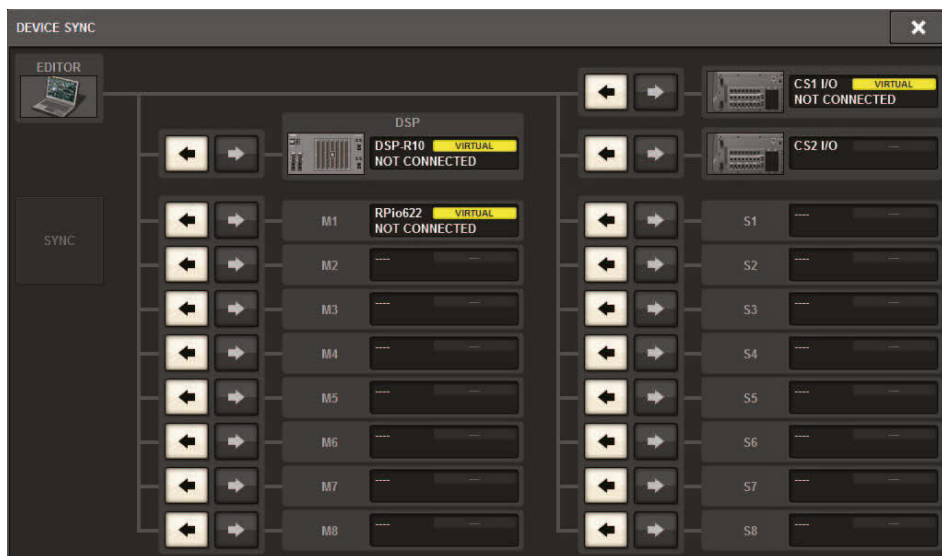 DEVICE SYNC
EDITOR
CS1 I/O VIRTUAL
NOT CONNECTED
DSP
DSP-R10 VIRTUAL
NOT CONNECTED
CS2 I/O
SYNC
M1 RPio622 VIRTUAL
NOT CONNECTED
S1 ----
M2 ----
S2 ----
M3 ----
S3 ----
M4 ----
S4 ----
M5 ----
S5 ----
M6 ----
S6 ----
M7 ----
S7 ----
M8 ----
S8 ----